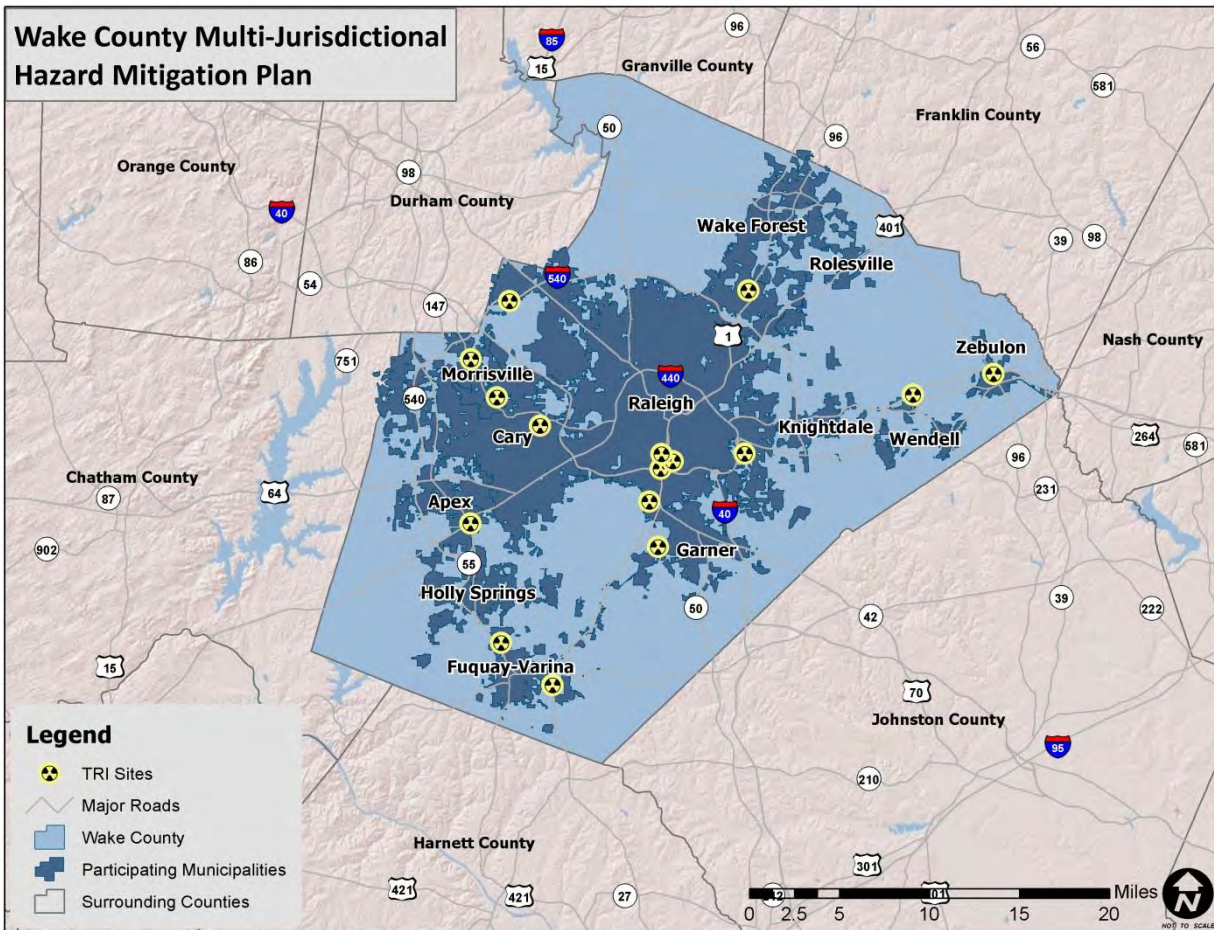 Wake County Multi-Jurisdictional
Hazard Mitigation Plan
85
15
96
56
581
Granville County
Franklin County
50
96
Orange County
98
Durham County
40
86
54
147
540
Wake Forest
401
Rolesville
39
98
1
Nash County
751
Zebulon
540
Morrisville
440
Raleigh
Cary
Knightdale
Wendell
264
581
96
231
Chatham County
87
64
902
Apex
40
Garner
55
Holly Springs
50
42
39
222
15
Fuquay-Varina
70
Johnston County
95
210
Harnett County
301
421
421
27
Legend
TRI Sites
Major Roads
Wake County
Participating Municipalities
Surrounding Counties
Miles
0 2.5 5 10 15 20
N
NOT TO SCALE